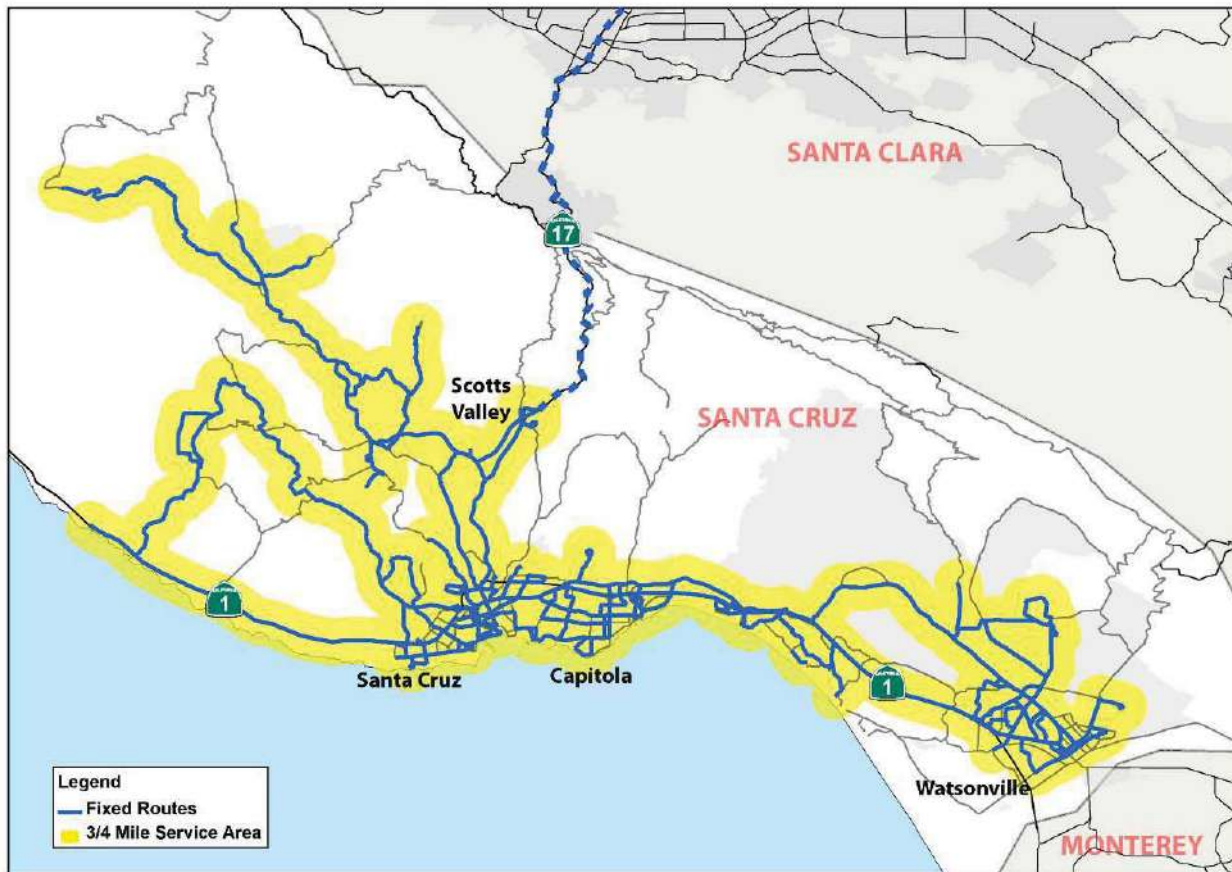 SANTA CLARA
17
Scotts
Valley
SANTA CRUZ
1
1
Santa Cruz
Capitola
Watsonville
MONTEREY
Legend
Fixed Routes
3/4 Mile Service Area